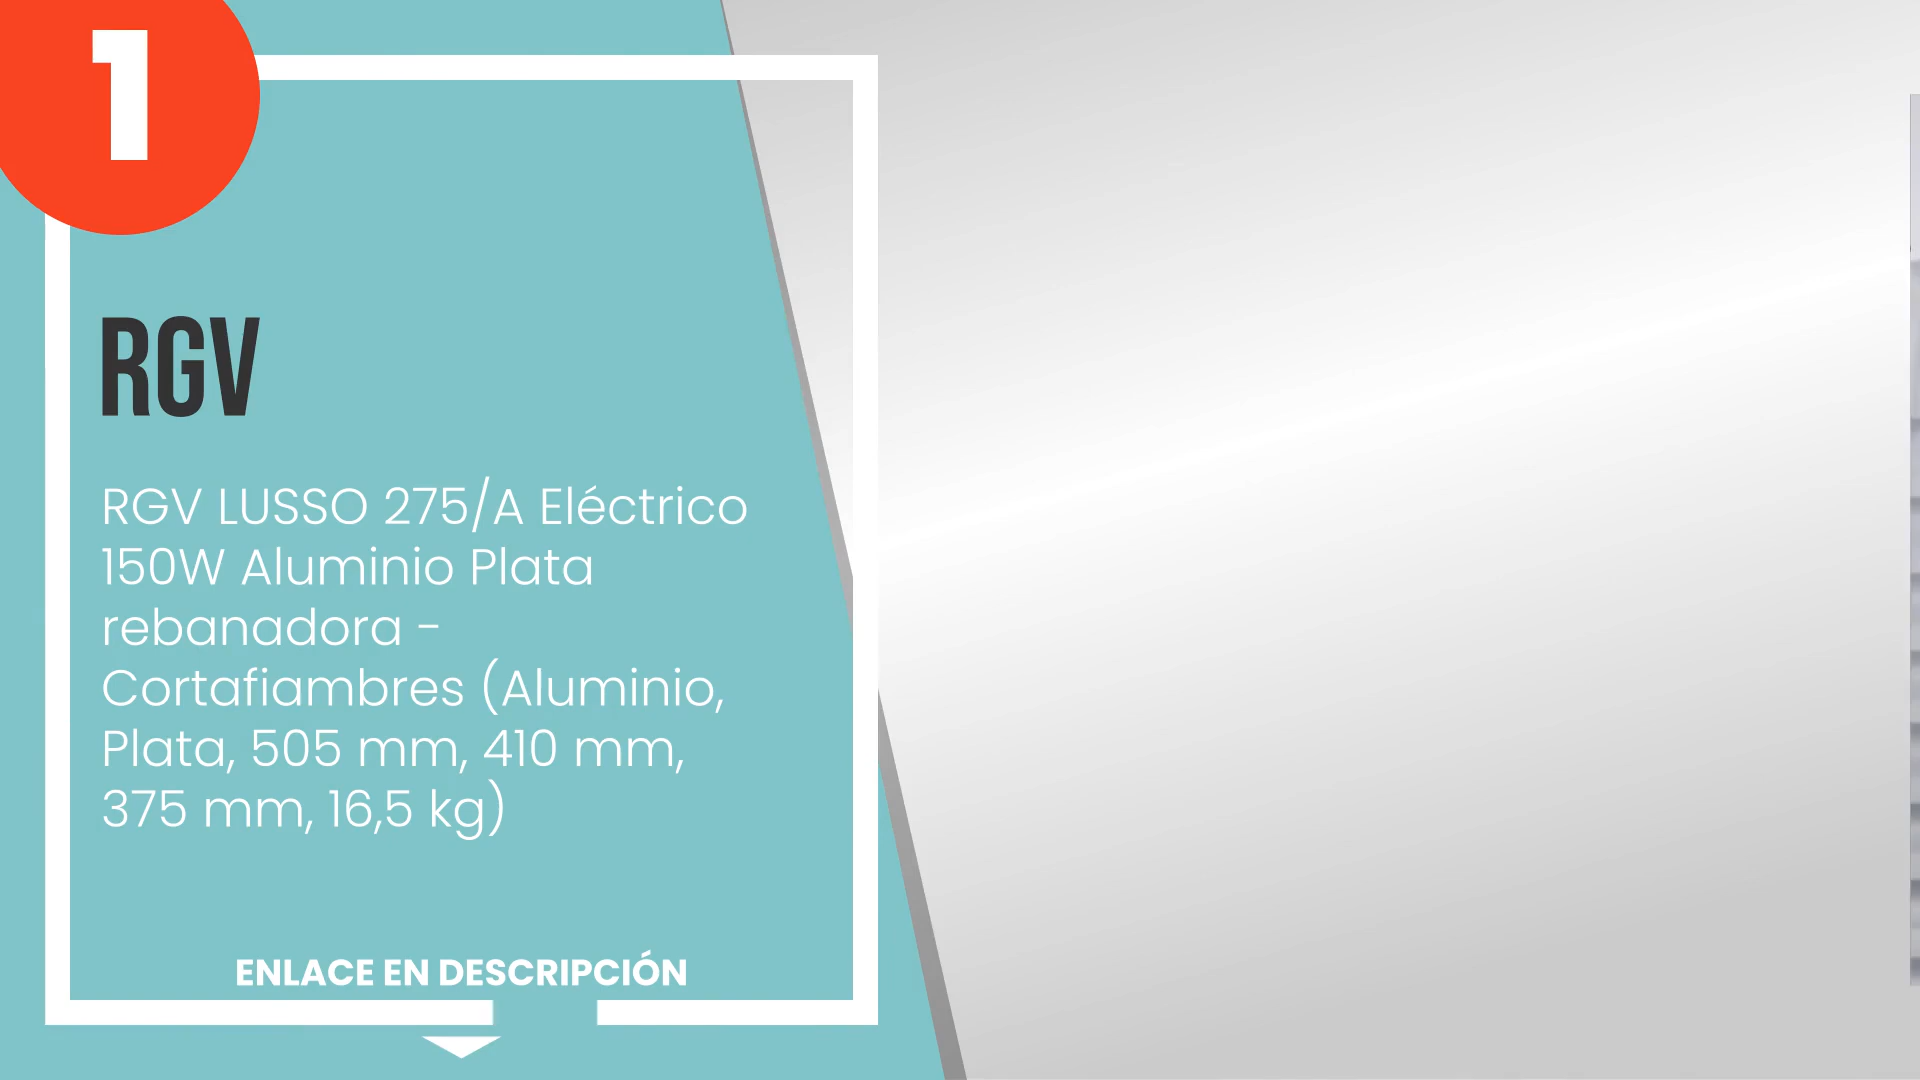 1
RGV
RGV LUSSO 275/A Eléctrico
150W Aluminio Plata
rebanadora -
Cortafiambres (Aluminio,
Plata, 505 mm, 410 mm,
375 mm, 16,5 kg)
ENLACE EN DESCRIPCIÓN